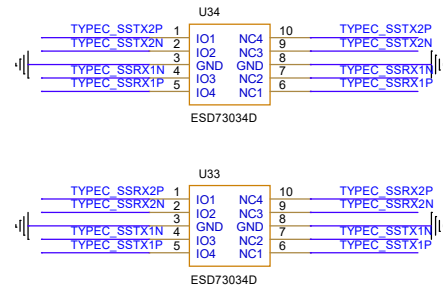 U34
TYPEC_SSTX2P 1 IO1 NC4 10 TYPEC_SSTX2P
TYPEC_SSTX2N 2 IO2 NC3 9 TYPEC_SSTX2N
3 GND GND 8
TYPEC_SSRX1N 4 IO3 NC2 7 TYPEC_SSRX1N
TYPEC_SSRX1P 5 IO4 NC1 6 TYPEC_SSRX1P
ESD73034D
U33
TYPEC_SSRX2P 1 IO1 NC4 10 TYPEC_SSRX2P
TYPEC_SSRX2N 2 IO2 NC3 9 TYPEC_SSRX2N
3 GND GND 8
TYPEC_SSTX1N 4 IO3 NC2 7 TYPEC_SSTX1N
TYPEC_SSTX1P 5 IO4 NC1 6 TYPEC_SSTX1P
ESD73034D